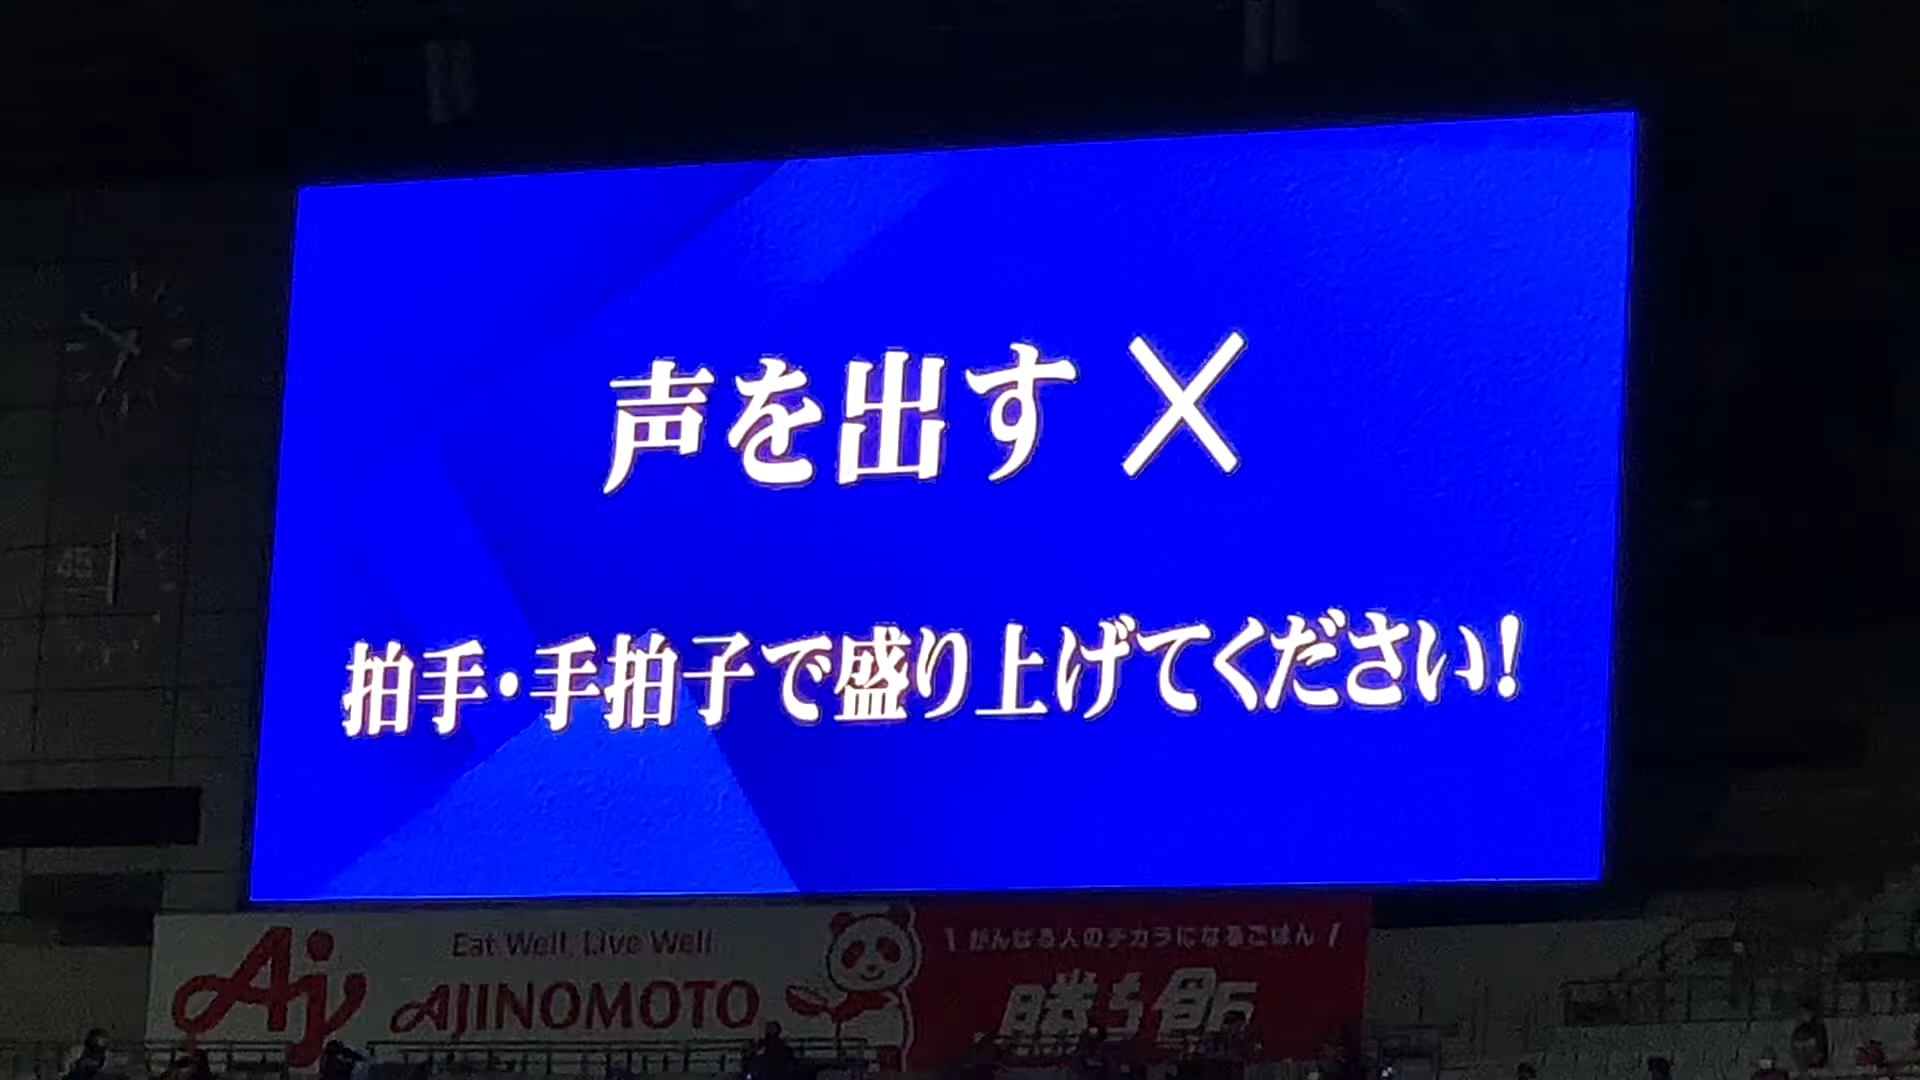 声を出す ×
拍手・手拍子で盛り上げてください!
45
Aj
Eat Well, Live Well.
AJINOMOTO
\ がんばる人のチカラになるごはん /
勝ち飯